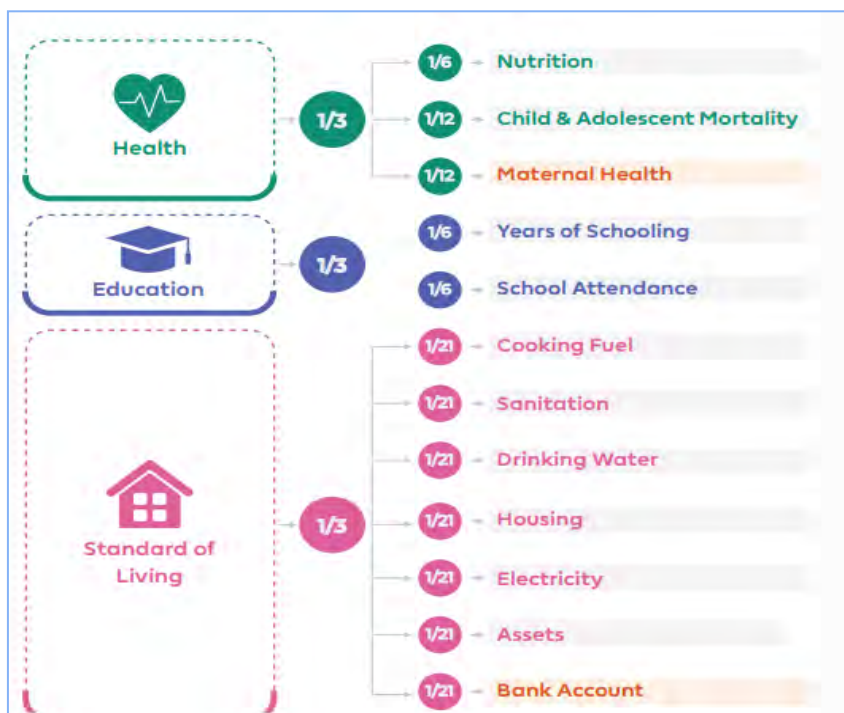 Health
1/3
1/6 Nutrition
1/12 Child & Adolescent Mortality
1/12 Maternal Health
Education
1/3
1/6 Years of Schooling
1/6 School Attendance
Standard of
Living
1/3
1/21 Cooking Fuel
1/21 Sanitation
1/21 Drinking Water
1/21 Housing
1/21 Electricity
1/21 Assets
1/21 Bank Account